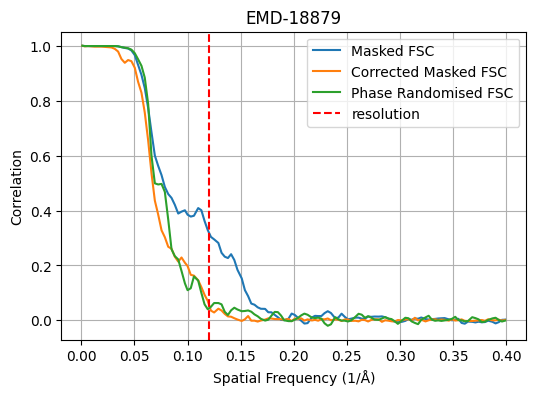 EMD-18879
Masked FSC
Corrected Masked FSC
Phase Randomised FSC
resolution
Correlation
1.0
0.8
0.6
0.4
0.2
0.0
0.00 0.05 0.10 0.15 0.20 0.25 0.30 0.35 0.40
Spatial Frequency (1/Å)